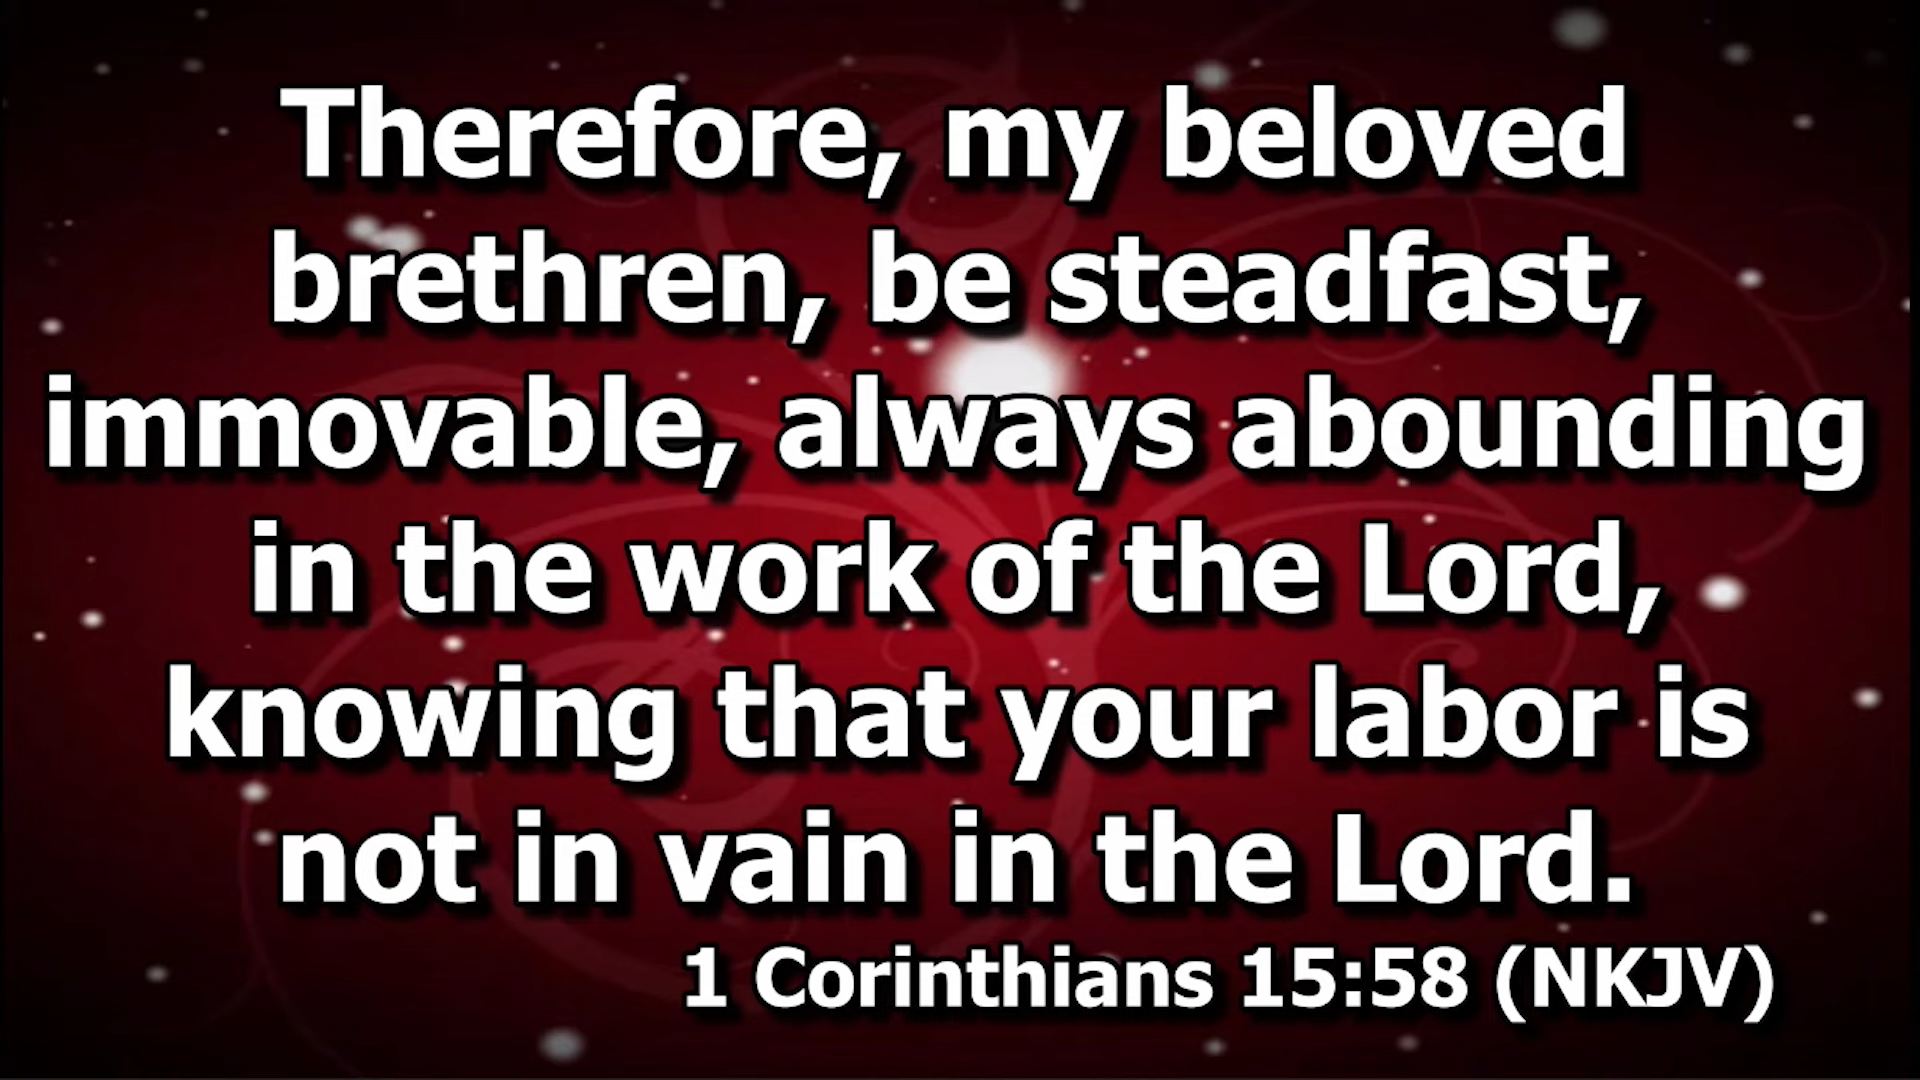 Therefore, my beloved
brethren, be steadfast,
immovable, always abounding
in the work of the Lord,
knowing that your labor is
not in vain in the Lord.
1 Corinthians 15:58 (NKJV)